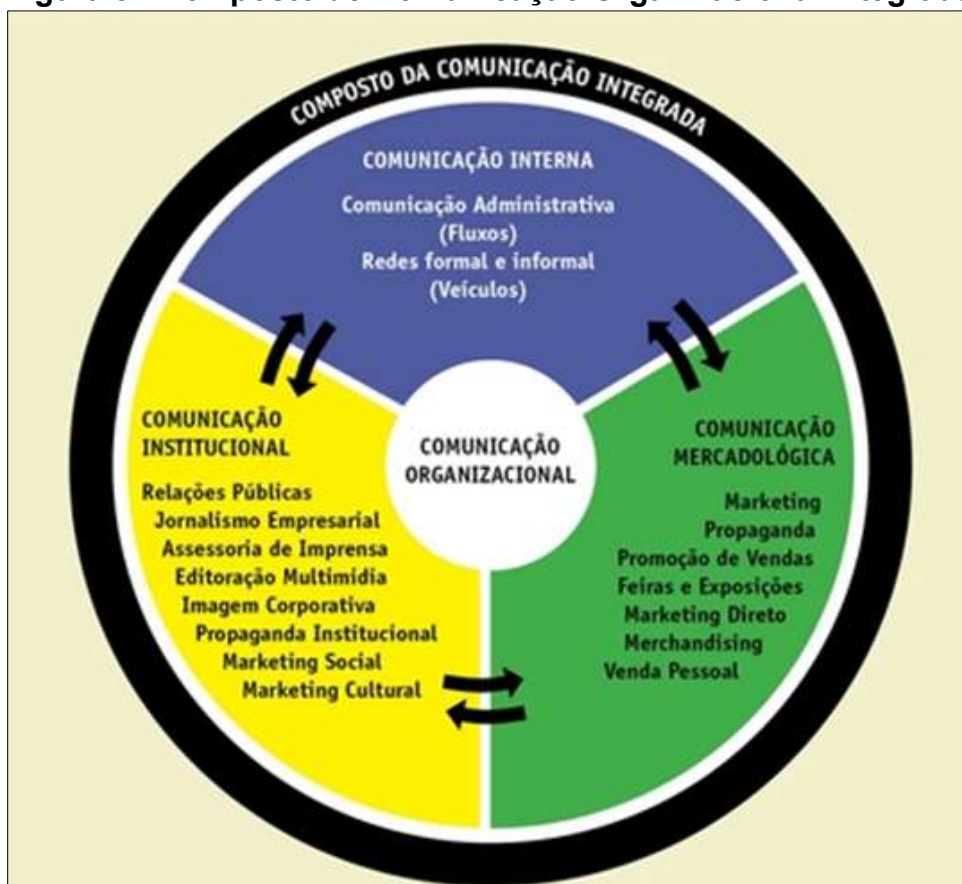 COMPOSTO DA COMUNICAÇÃO INTEGRADA
COMUNICAÇÃO INTERNA
Comunicação Administrativa
(Fluxos)
Redes formal e informal
(Veículos)
COMUNICAÇÃO
INSTITUCIONAL
Relações Públicas
Jornalismo Empresarial
Assessoria de Imprensa
Editoração Multimídia
Imagem Corporativa
Propaganda Institucional
Marketing Social
Marketing Cultural
COMUNICAÇÃO
ORGANIZACIONAL
COMUNICAÇÃO
MERCADOLÓGICA
Marketing
Propaganda
Promoção de Vendas
Feiras e Exposições
Marketing Direto
Merchandising
Venda Pessoal